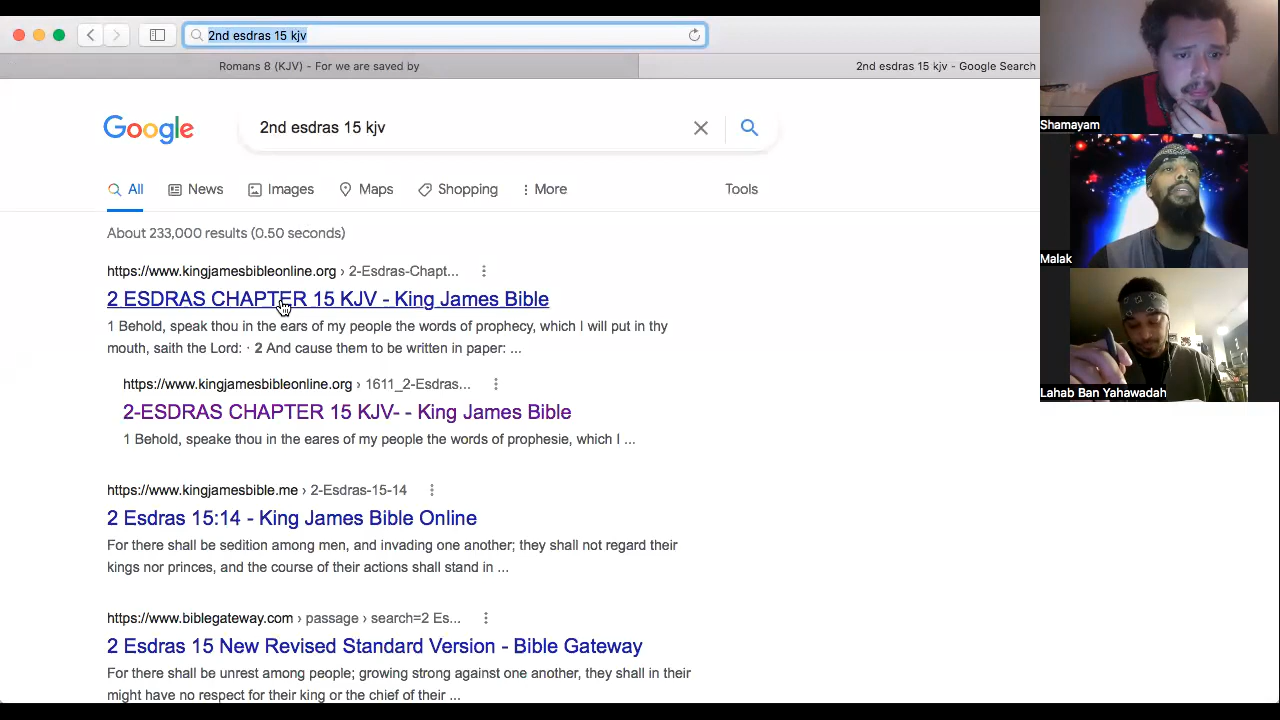 2nd esdras 15 kjv
Romans 8 (KJV) - For we are saved by
2nd esdras 15 kjv - Google Search
Google
2nd esdras 15 kjv
All
News
Images
Maps
Shopping
More
Tools
About 233,000 results (0.50 seconds)
https://www.kingjamesbibleonline.org › 2-Esdras-Chapt...
2 ESDRAS CHAPTER 15 KJV - King James Bible
1 Behold, speak thou in the ears of my people the words of prophecy, which I will put in thy
mouth, saith the Lord: · 2 And cause them to be written in paper: ...
https://www.kingjamesbibleonline.org › 1611_2-Esdras...
2-ESDRAS CHAPTER 15 KJV- - King James Bible
1 Behold, speake thou in the eares of my people the words of prophesie, which I ...
https://www.kingjamesbible.me › 2-Esdras-15-14
2 Esdras 15:14 - King James Bible Online
For there shall be sedition among men, and invading one another; they shall not regard their
kings nor princes, and the course of their actions shall stand in ...
https://www.biblegateway.com › passage › search=2 Es...
2 Esdras 15 New Revised Standard Version - Bible Gateway
For there shall be unrest among people; growing strong against one another, they shall in their
might have no respect for their king or the chief of their ...
Shamayam
Malak
Lahab Ban Yahawadah